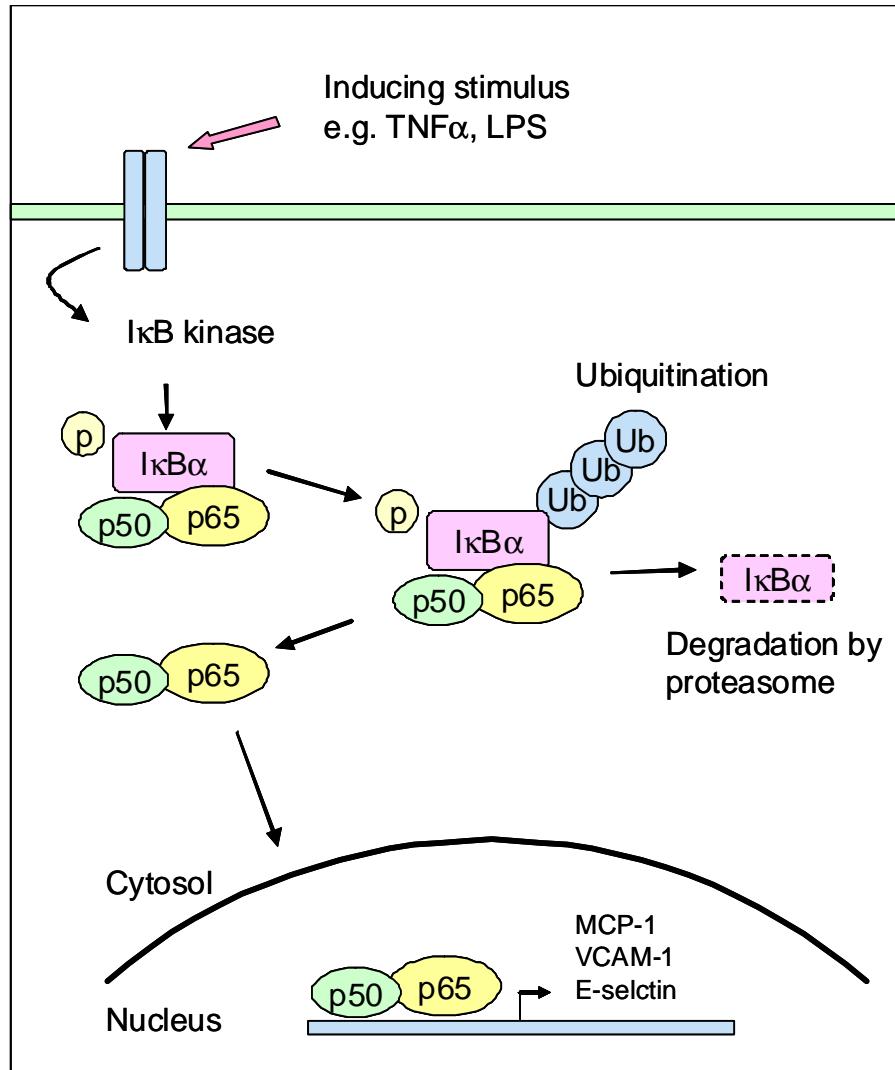 Inducing stimulus
e.g. TNFα, LPS
IκB kinase
Ubiquitination
p
IκBα
p50
p65
Ub
Ub
Ub
p
IκBα
p50
p65
IκBα
Degradation by
proteasome
p50
p65
Cytosol
MCP-1
VCAM-1
E-selctin
p50
p65
Nucleus